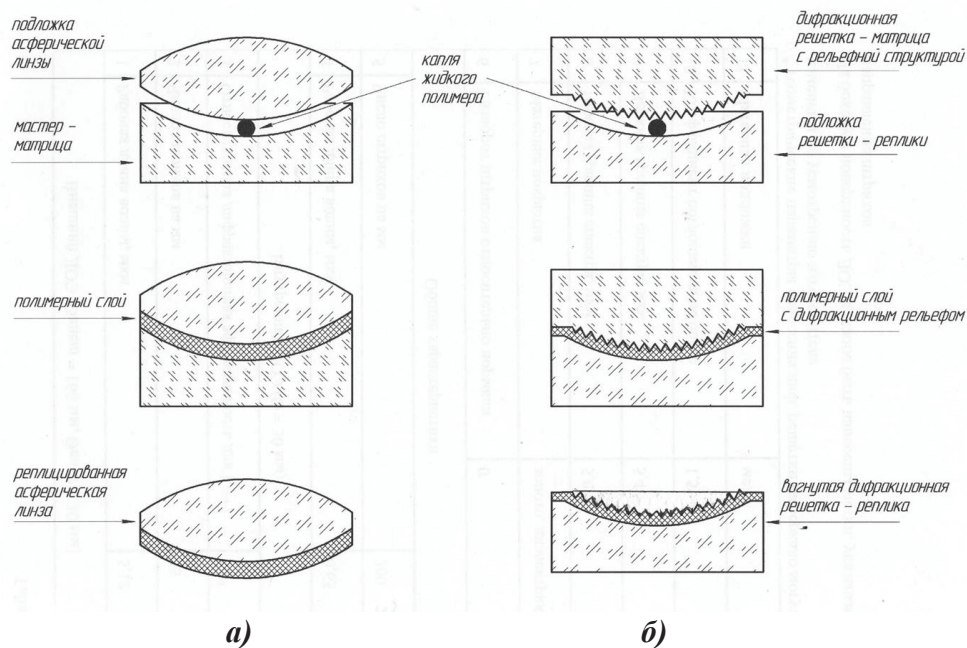 подложка
асферической
линзы
мастер –
матрица
капля
жидкого
полимера
дифракционная
решетка – матрица
с рельефной структурой
подложка
решетки – реплики
полимерный слой
полимерный слой
с дифракционным рельефом
реплицированная
асферическая
линза
вогнутая дифракционная
решетка – реплика
а)
б)